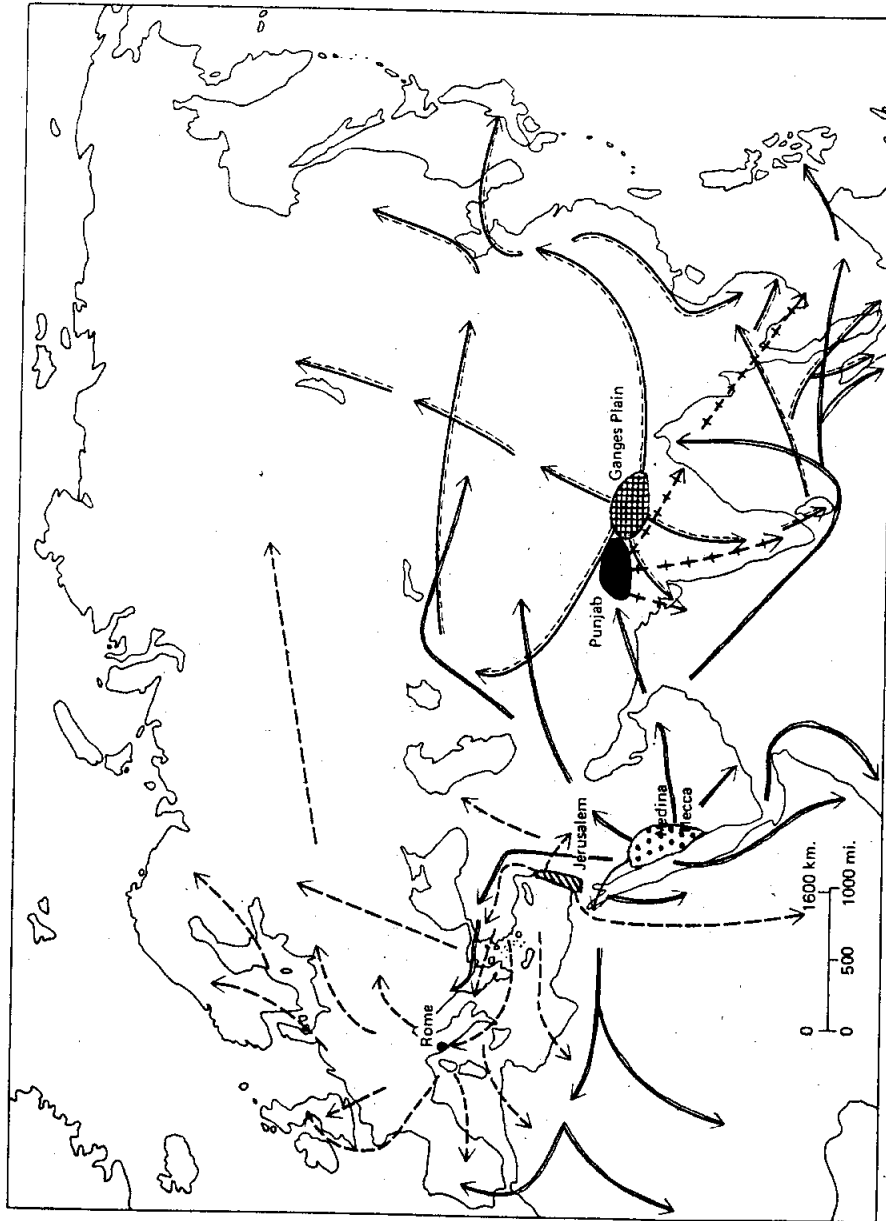 Rome
Jerusalem
Medina
Mecca
Punjab
Ganges Plain
0 500 1600 km.
0 1000 mi.